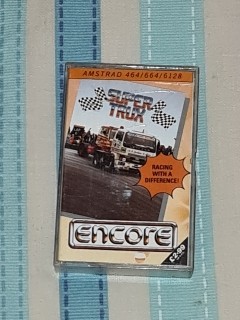 AMSTRAD 464/664/6128
SUPER
TRUX
RACING
WITH A
DIFFERENCE!
ENCORE
£2.99